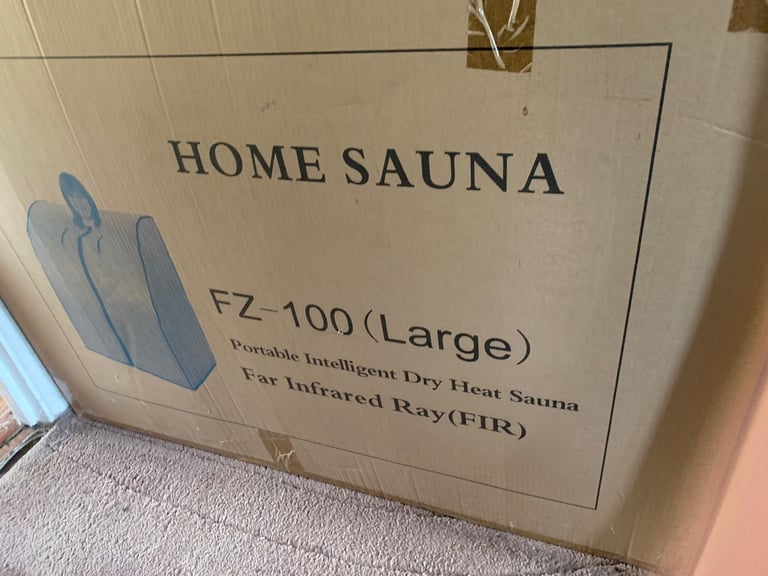 HOME SAUNA
FZ-100(Large)
Portable Intelligent Dry Heat Sauna
Far Infrared Ray(FIR)